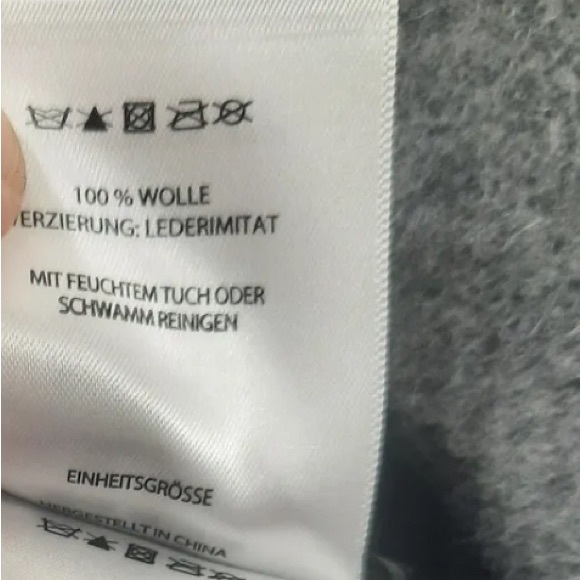 100 % WOLLE
VERZIERUNG: LEDERIMITAT
MIT FEUCHTEM TUCH ODER
SCHWAMM REINIGEN
EINHEITSGRÖSSE
HERGESTELLT IN CHINA